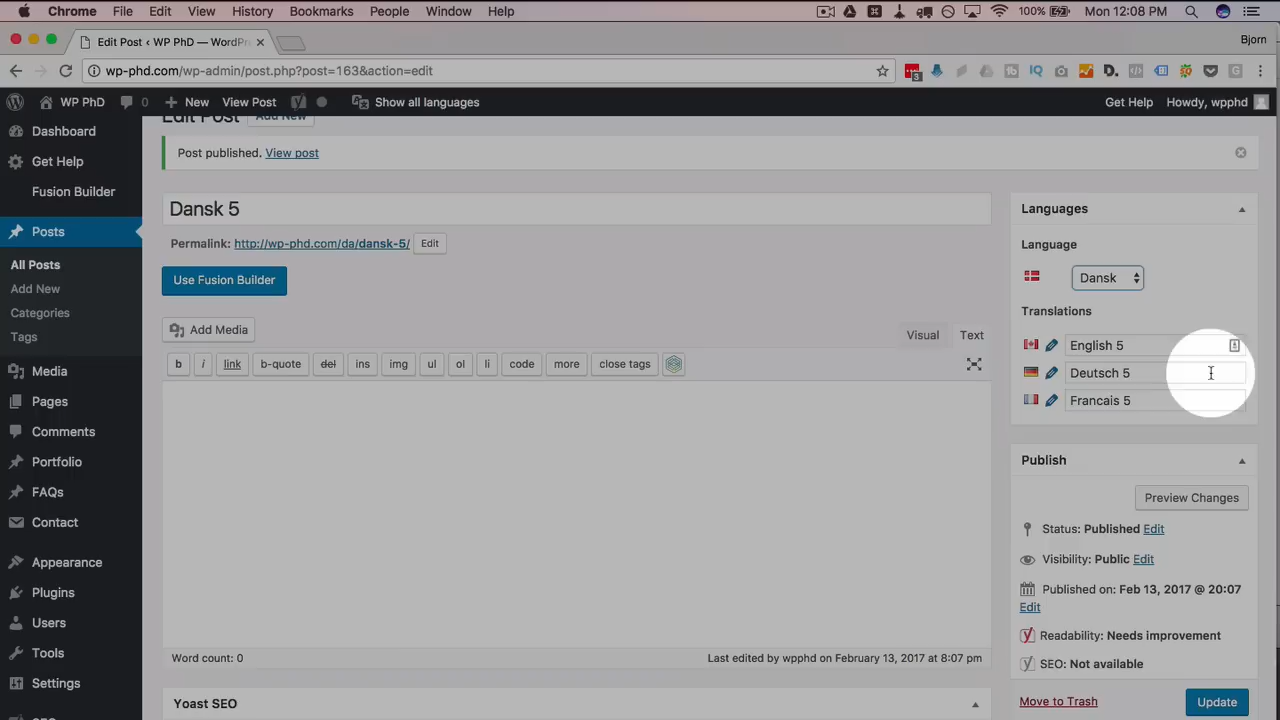 Chrome File Edit View History Bookmarks People Window Help 100% Mon 12:08 PM
Edit Post ‹ WP PhD — WordPr Bjorn
wp-phd.com/wp-admin/post.php?post=163&action=edit 3
WP PhD 0 New View Post Show all languages Get Help Howdy, wpphd
Edit Post Add New
Dashboard
Post published. View post
Get Help
Fusion Builder
Dansk 5
Languages
Posts
Permalink: http://wp-phd.com/da/dansk-5/ Edit
Language
All Posts
Use Fusion Builder
Dansk
Add New
Categories
Translations
Tags
Add Media
Visual Text
English 5
b i link b-quote del ins img ul ol li code more close tags
Media
Deutsch 5
Pages
Francais 5
Comments
Portfolio
Publish
FAQs
Preview Changes
Contact
Status: Published Edit
Appearance
Visibility: Public Edit
Plugins
Published on: Feb 13, 2017 @ 20:07
Edit
Users
Readability: Needs improvement
Tools
Word count: 0 Last edited by wpphd on February 13, 2017 at 8:07 pm
SEO: Not available
Settings
Yoast SEO
Move to Trash Update